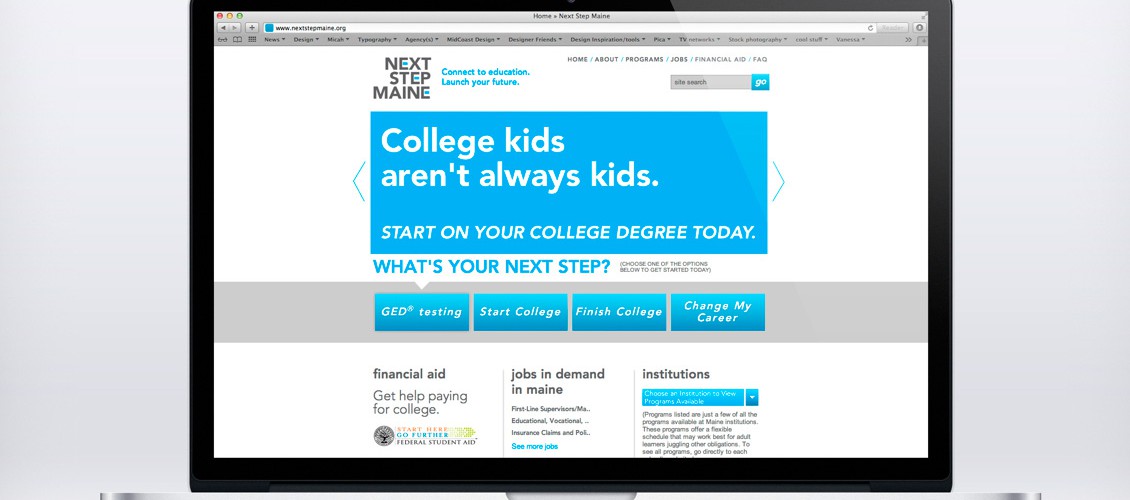 Home » Next Step Maine
www.nextstepmaine.org
Reader
News Design Micah Typography Agency(s) MidCoast Design Designer Friends Design Inspiration/tools Pica TV networks Stock photography cool stuff Vanessa
HOME / ABOUT / PROGRAMS / JOBS / FINANCIAL AID / FAQ
NEXT
STEP
MAINE
Connect to education.
Launch your future.
site search
go
College kids
aren't always kids.
START ON YOUR COLLEGE DEGREE TODAY.
WHAT'S YOUR NEXT STEP?
(CHOOSE ONE OF THE OPTIONS
BELOW TO GET STARTED TODAY)
GED® testing
Start College
Finish College
Change My
Career
financial aid
Get help paying
for college.
START HERE
GO FURTHER
FEDERAL STUDENT AID
jobs in demand
in maine
First-Line Supervisors/Ma..
Educational, Vocational, ..
Insurance Claims and Poli..
See more jobs
institutions
Choose an Institution to View
Programs Available
(Programs listed are just a few of all the
programs available at Maine institutions.
These programs offer a flexible
schedule that may work best for adult
learners juggling other obligations. To
see all programs, go directly to each